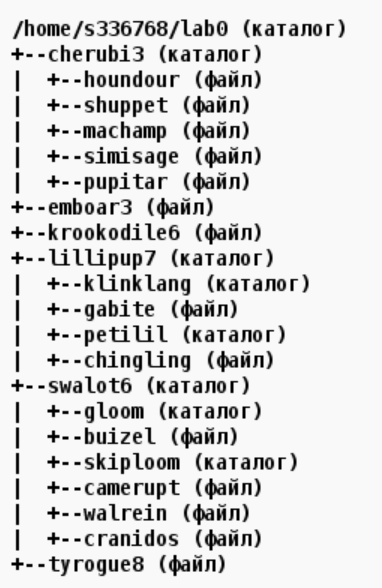 /home/s336768/lab0 (каталог)
+--cherubi3 (каталог)
|  +--houndour (файл)
|  +--shuppet (файл)
|  +--machamp (файл)
|  +--simisage (файл)
|  +--pupitar (файл)
+--emboar3 (файл)
+--krookodile6 (файл)
+--lillipup7 (каталог)
|  +--klinklang (каталог)
|  +--gabite (файл)
|  +--petilil (каталог)
|  +--chingling (файл)
+--swalot6 (каталог)
|  +--gloom (каталог)
|  +--buizel (файл)
|  +--skiploom (каталог)
|  +--camerupt (файл)
|  +--walrein (файл)
|  +--cranidos (файл)
+--tyrogue8 (файл)